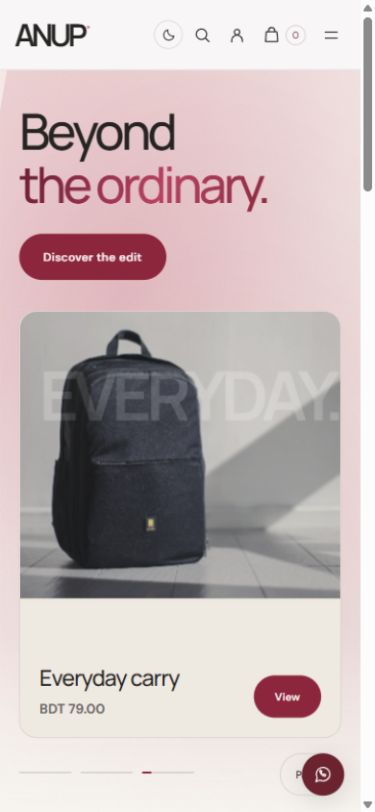 ANUP
0
Beyond
the ordinary.
Discover the edit
EVERYDAY.
Everyday carry
BDT 79.00
View